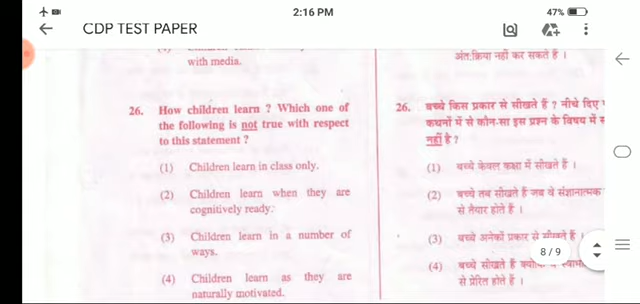 2:16 PM
47%
CDP TEST PAPER
with media.
26. How children learn ? Which one of
the following is not true with respect
to this statement ?
(1) Children learn in class only.
(2) Children learn when they are
cognitively ready.
(3) Children learn in a number of
ways.
(4) Children learn as they are
naturally motivated.
अंतःक्रिया नहीं कर सकते हैं ।
26. बच्चे किस प्रकार से सीखते हैं ? नीचे दिए
कथनों में से कौन-सा इस प्रश्न के विषय में
नहीं है ?
(1) बच्चे केवल कक्षा में सीखते हैं ।
(2) बच्चे तब सीखते हैं जब वे संज्ञानात्मक
से तैयार होते हैं ।
(3) बच्चे अनेकों प्रकार से सीखते हैं ।
(4) बच्चे सीखते हैं
से प्रेरित होते हैं ।
8 / 9